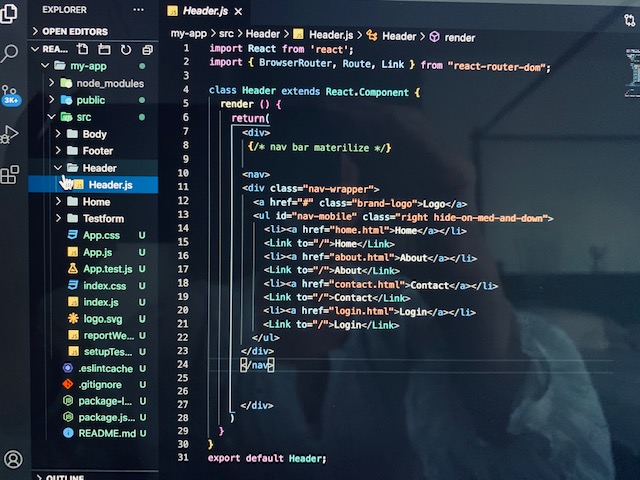 EXPLORER
Header.js ×
my-app > src > Header > Header.js > Header > render
OPEN EDITORS
REA...
my-app
node_modules
public
src
Body
Footer
Header
Header.js
Home
Testform
App.css U
App.js U
App.test.js U
index.css U
index.js U
logo.svg U
reportWe... U
setupTes... U
.eslintcache
.gitignore
package-l... U
package.js... U
README.md U
OUTLINE
3K+
1 import React from 'react';
2 import { BrowserRouter, Route, Link } from "react-router-dom";
3
4 class Header extends React.Component {
5 render () {
6 return(
7 <div>
8 {/* nav bar materilize */}
9
10 <nav>
11 <div class="nav-wrapper">
12 <a href="#" class="brand-logo">Logo</a>
13 <ul id="nav-mobile" class="right hide-on-med-and-down">
14 <li><a href="home.html">Home</a></li>
15 <Link to="/">Home</Link>
16 <li><a href="about.html">About</a></li>
17 <Link to="/">About</Link>
18 <li><a href="contact.html">Contact</a></li>
19 <Link to="/">Contact</Link>
20 <li><a href="login.html">Login</a></li>
21 <Link to="/">Login</Link>
22 </ul>
23 </div>
24 </nav>
25
26
27 </div>
28 )
29 }
30 }
31 export default Header;